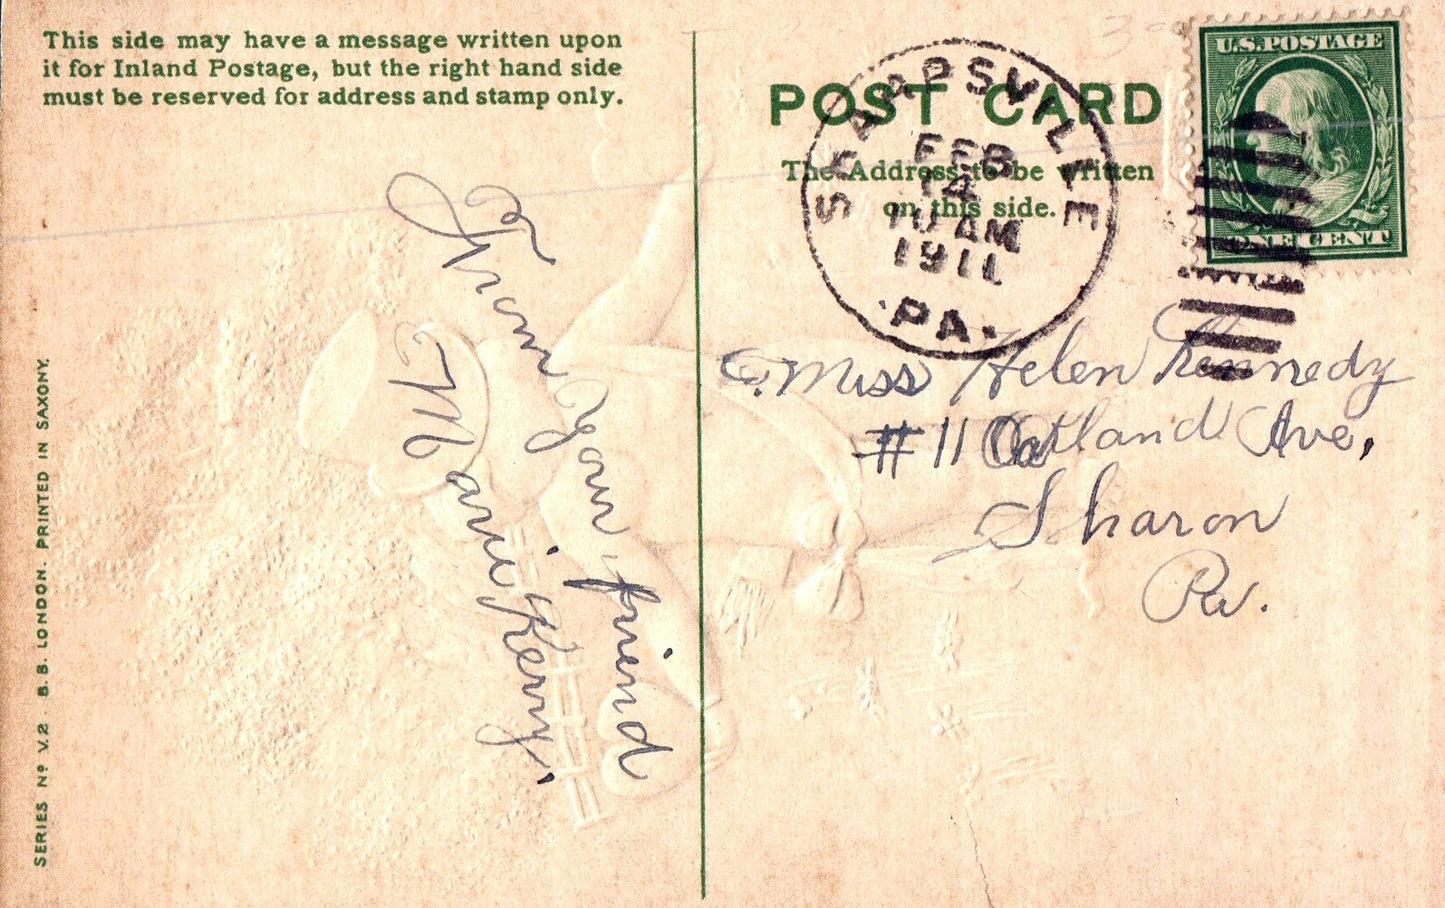 This side may have a message written upon
it for Inland Postage, but the right hand side
must be reserved for address and stamp only.
POST CARD
The Address to be written
on this side.
SHARPSVILLE
FEB
14
10 AM
1911
PA
U.S.POSTAGE
ONE CENT
From your friend
Marie Kerry,
Miss Helen Kennedy
#11 Oakland Ave,
Sharon
Pa.
SERIES Nº V.2 B.B. LONDON. PRINTED IN SAXONY.